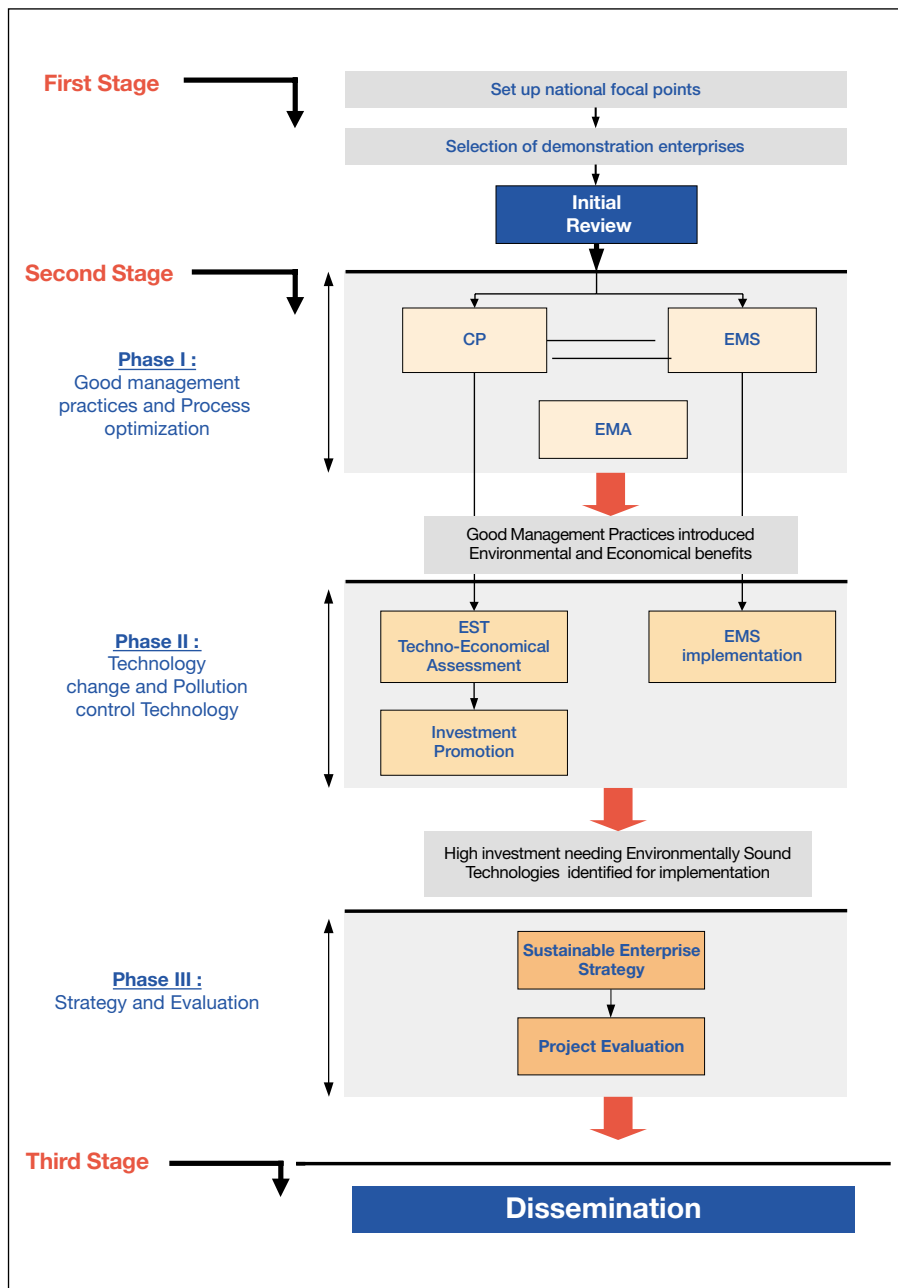 First Stage
Set up national focal points
Selection of demonstration enterprises
Initial
Review
Second Stage
CP
EMS
Phase I :
Good management
practices and Process
optimization
EMA
Good Management Practices introduced
Environmental and Economical benefits
Phase II :
Technology
change and Pollution
control Technology
EST
Techno-Economical
Assessment
EMS
implementation
Investment
Promotion
High investment needing Environmentally Sound
Technologies identified for implementation
Phase III :
Strategy and Evaluation
Sustainable Enterprise
Strategy
Project Evaluation
Third Stage
Dissemination